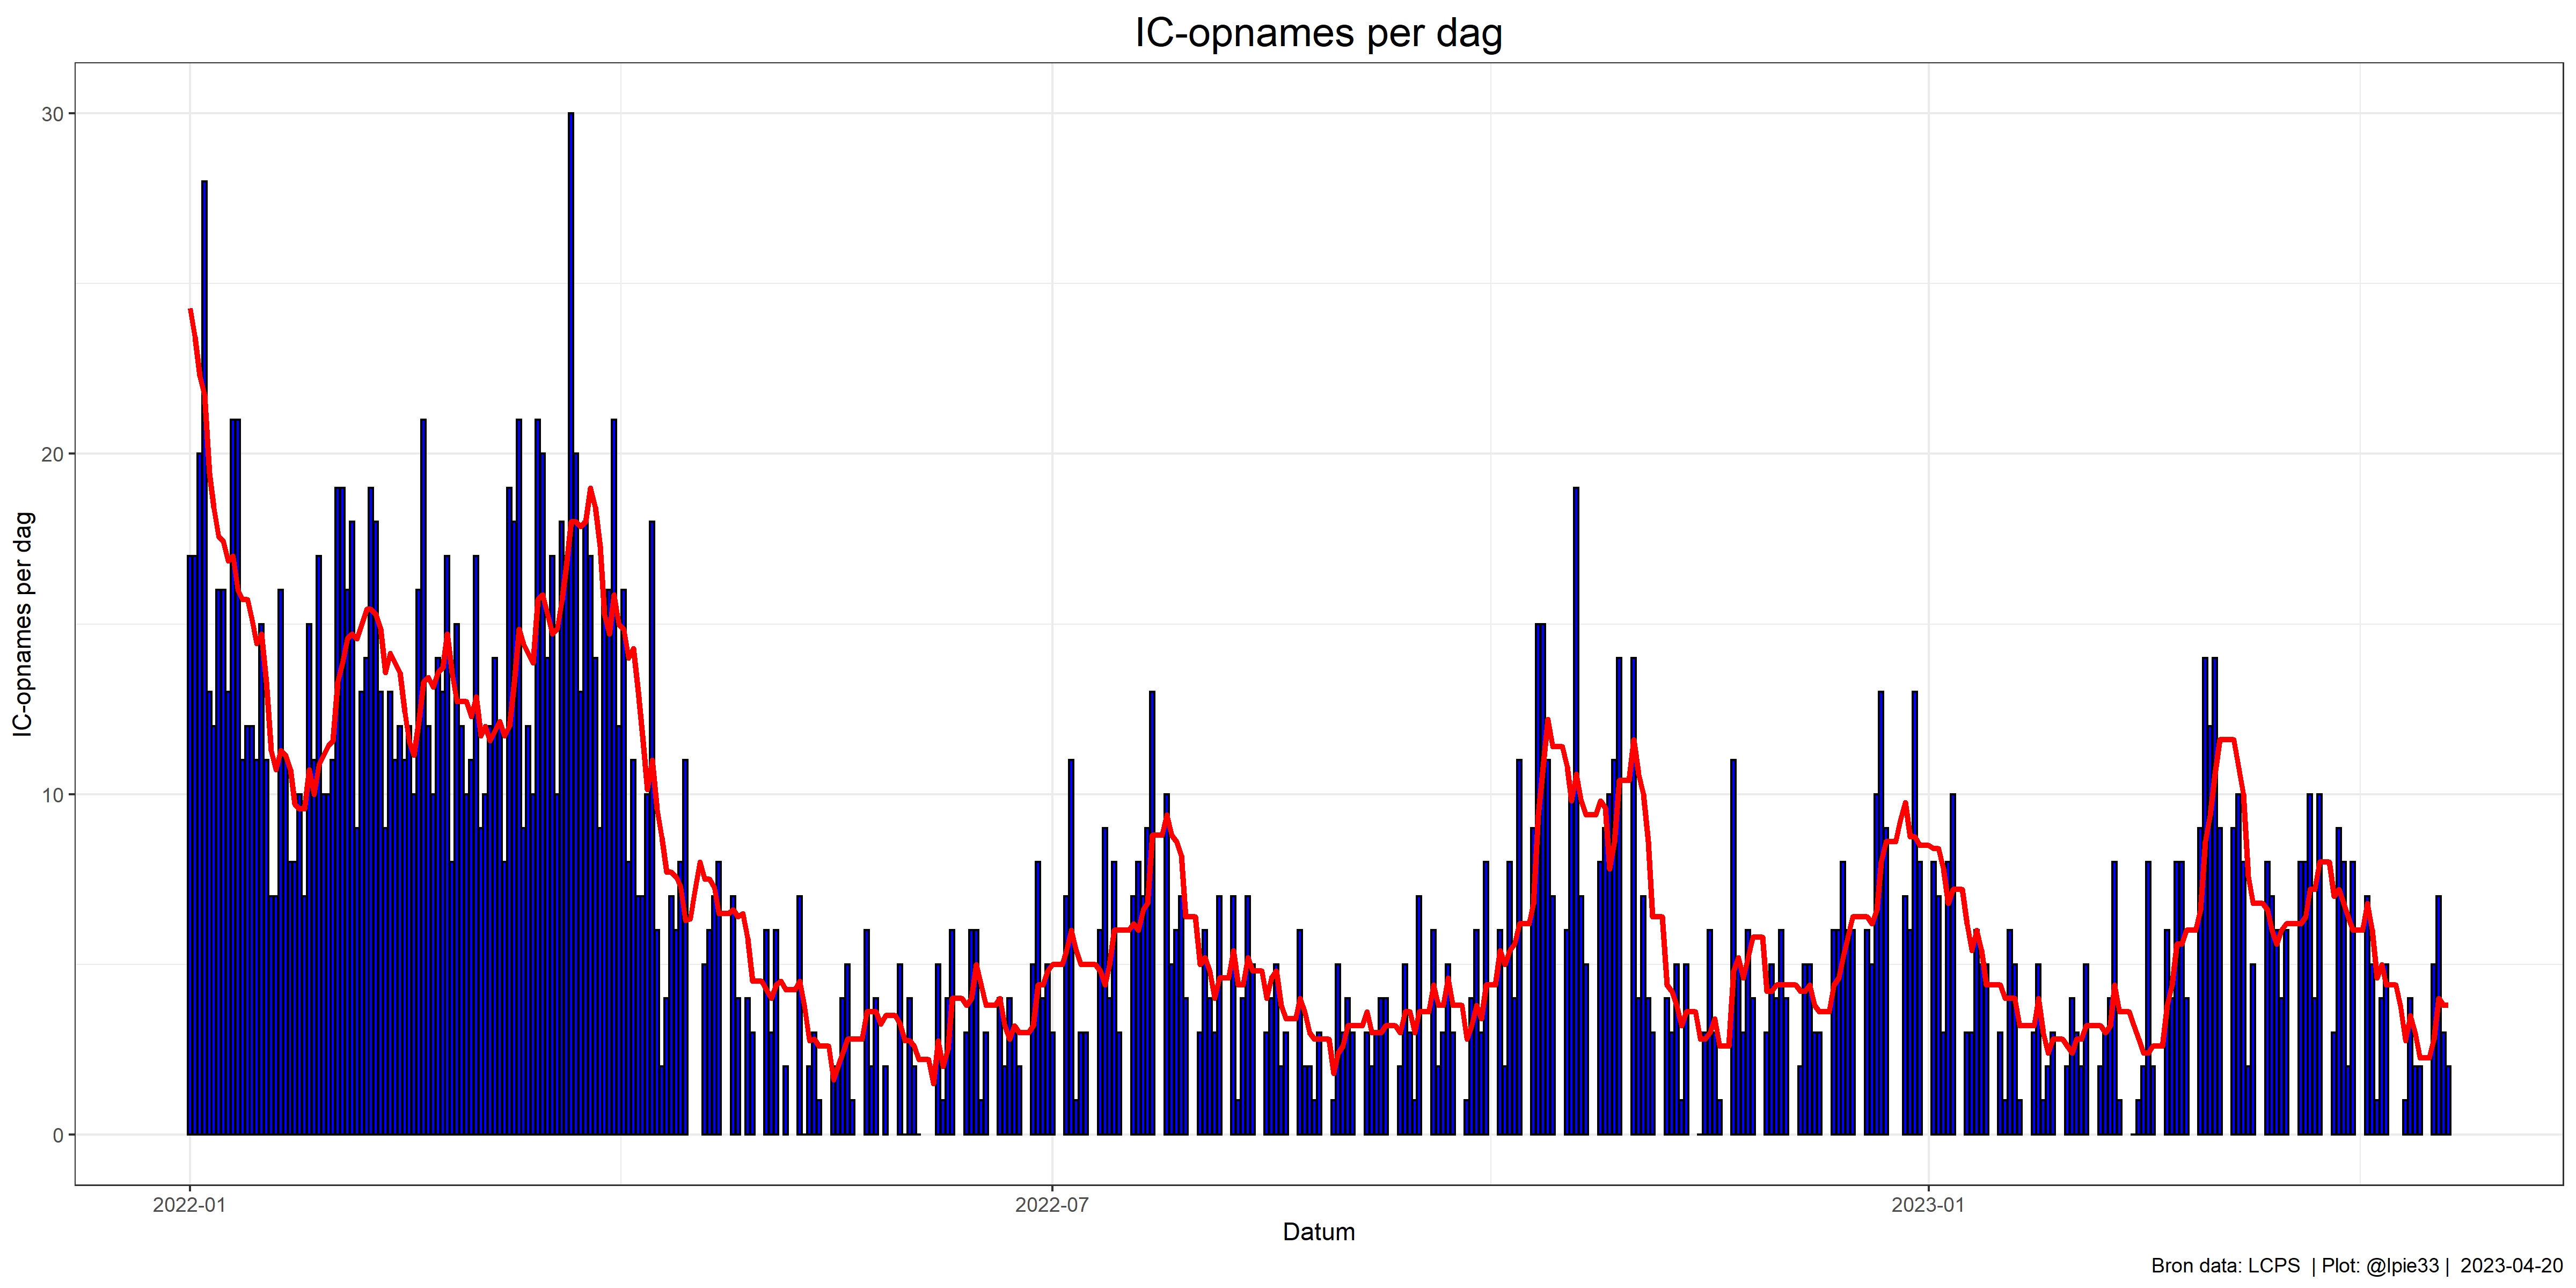 IC-opnames per dag
IC-opnames per dag
30
20
10
0
2022-01
2022-07
2023-01
Datum
Bron data: LCPS | Plot: @lpie33 | 2023-04-20